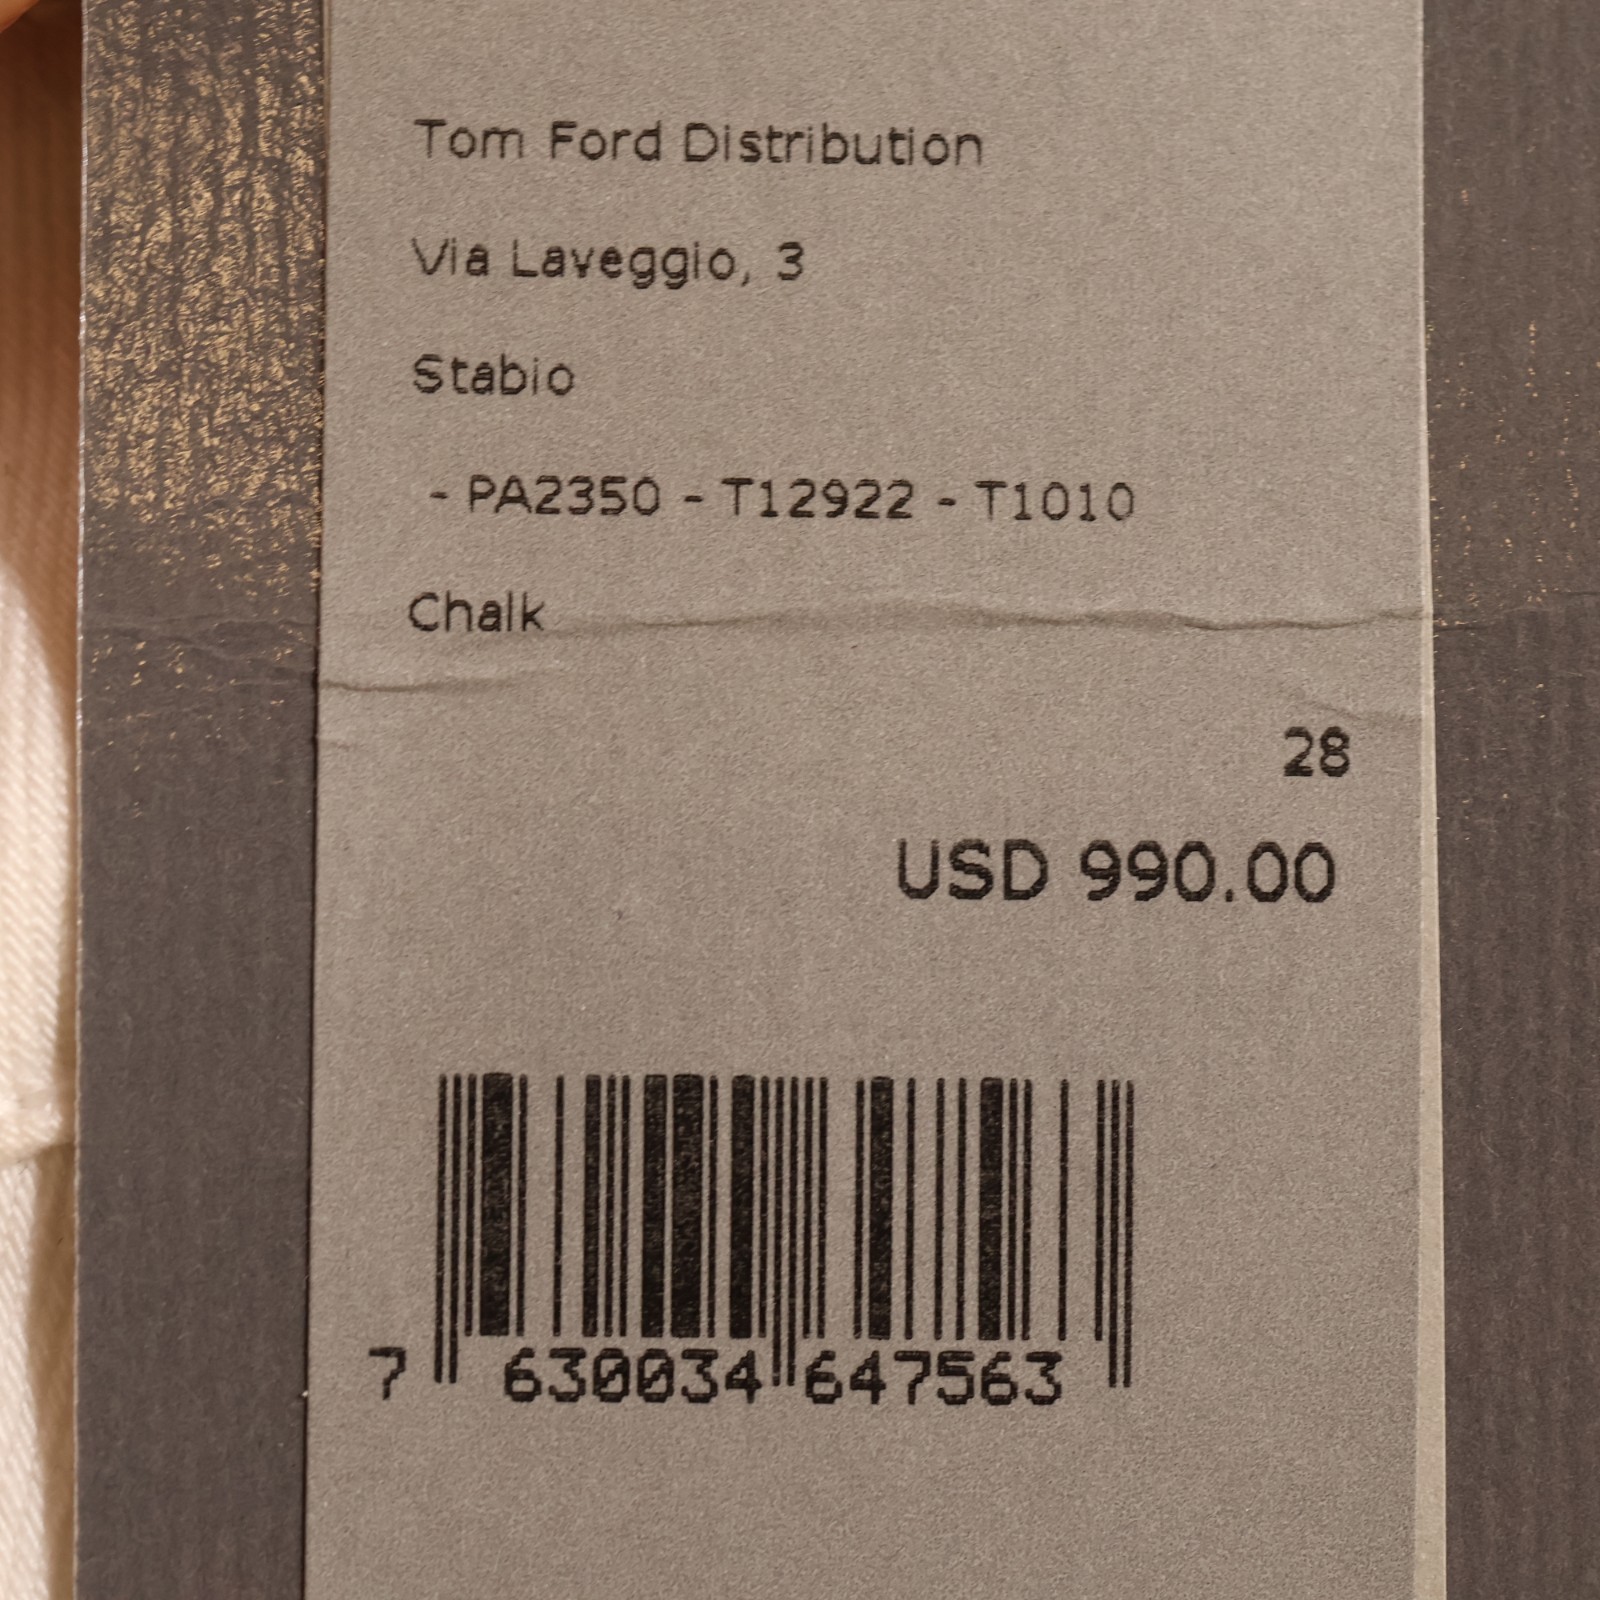 Tom Ford Distribution
Via Laveggio, 3
Stabio
- PA2350 - T12922 - T1010
Chalk
28
USD 990.00
7 630034 647563